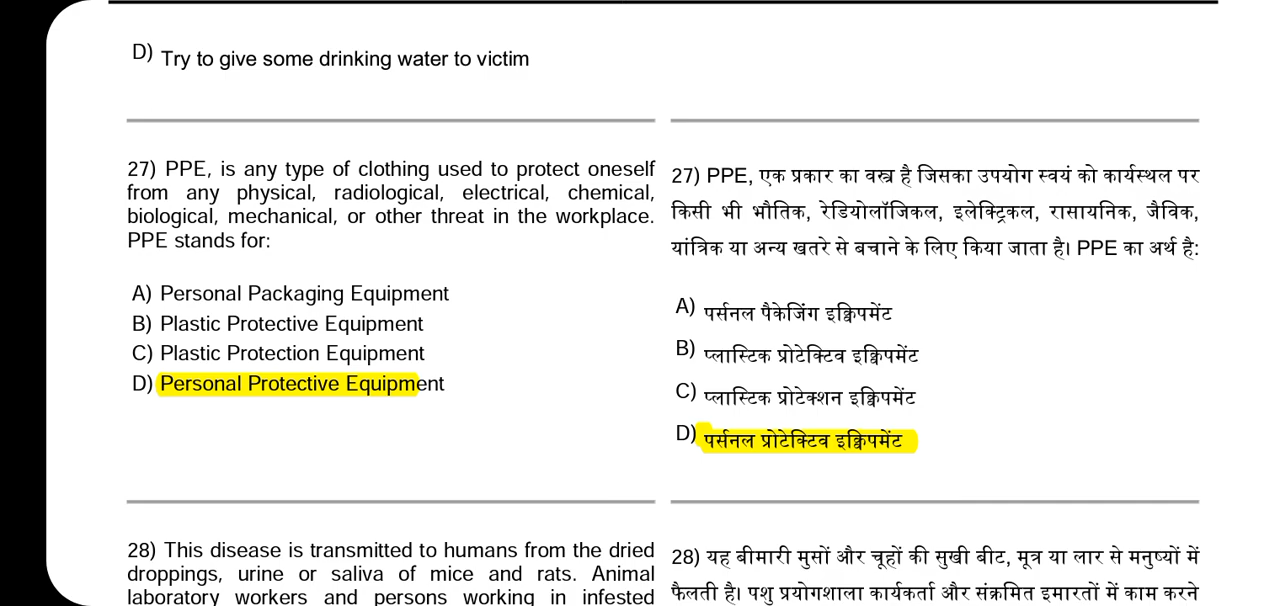 D) Try to give some drinking water to victim
27) PPE, is any type of clothing used to protect oneself
from any physical, radiological, electrical, chemical,
biological, mechanical, or other threat in the workplace.
PPE stands for:
A) Personal Packaging Equipment
B) Plastic Protective Equipment
C) Plastic Protection Equipment
D) Personal Protective Equipment
27) PPE, एक प्रकार का वस्त्र है जिसका उपयोग स्वयं को कार्यस्थल पर
किसी भी भौतिक, रेडियोलॉजिकल, इलेक्ट्रिकल, रासायनिक, जैविक,
यांत्रिक या अन्य खतरे से बचाने के लिए किया जाता है। PPE का अर्थ है:
A) पर्सनल पैकेजिंग इक्विपमेंट
B) प्लास्टिक प्रोटेक्टिव इक्विपमेंट
C) प्लास्टिक प्रोटेक्शन इक्विपमेंट
D) पर्सनल प्रोटेक्टिव इक्विपमेंट
28) This disease is transmitted to humans from the dried
droppings, urine or saliva of mice and rats. Animal
laboratory workers and persons working in infested
28) यह बीमारी मुसों और चूहों की सुखी बीट, मूत्र या लार से मनुष्यों में
फैलती है। पशु प्रयोगशाला कार्यकर्ता और संक्रमित इमारतों में काम करने